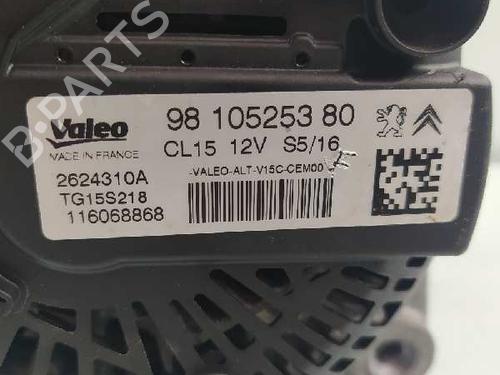 Valeo
MADE IN FRANCE
98 105253 80
CL15 12V S5/16
2624310A
TG15S218
116068868
-VALEO-ALT-V15C-CEM00
B-PARTS